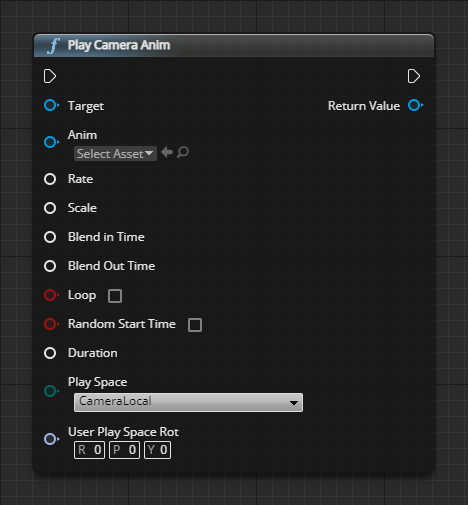 Play Camera Anim
Target
Return Value
Anim
Select Asset
Rate
Scale
Blend in Time
Blend Out Time
Loop
Random Start Time
Duration
Play Space
CameraLocal
User Play Space Rot
R 0 P 0 Y 0